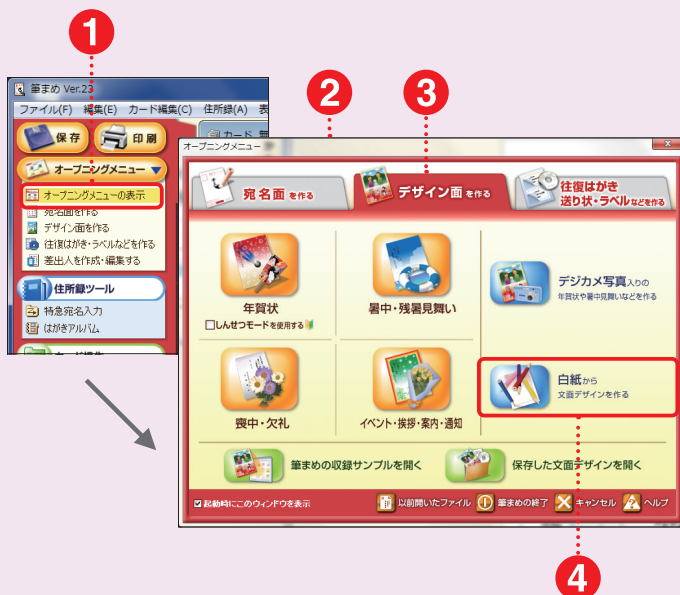 1
2
3
筆まめ Ver.23
ファイル(F) 編集(E) カード編集(C) 住所録(A) 表
保存
印刷
オープニングメニュー
オープニングメニューの表示
宛名面を作る
デザイン面を作る
往復はがき・ラベルなどを作る
差出人を作成・編集する
住所録ツール
特急宛名入力
はがきアルバム
オープニングメニュー
宛名面 を作る
デザイン面 を作る
往復はがき
送り状・ラベルなどを作る
年賀状
しんせつモードを使用する
暑中・残暑見舞い
デジカメ写真入りの
年賀状や暑中見舞いなどを作る
喪中・欠礼
イベント・挨拶・案内・通知
白紙から
文面デザインを作る
筆まめの収録サンプルを開く
保存した文面デザインを開く
起動時にこのウィンドウを表示
以前開いたファイル
筆まめの終了
キャンセル
ヘルプ
4